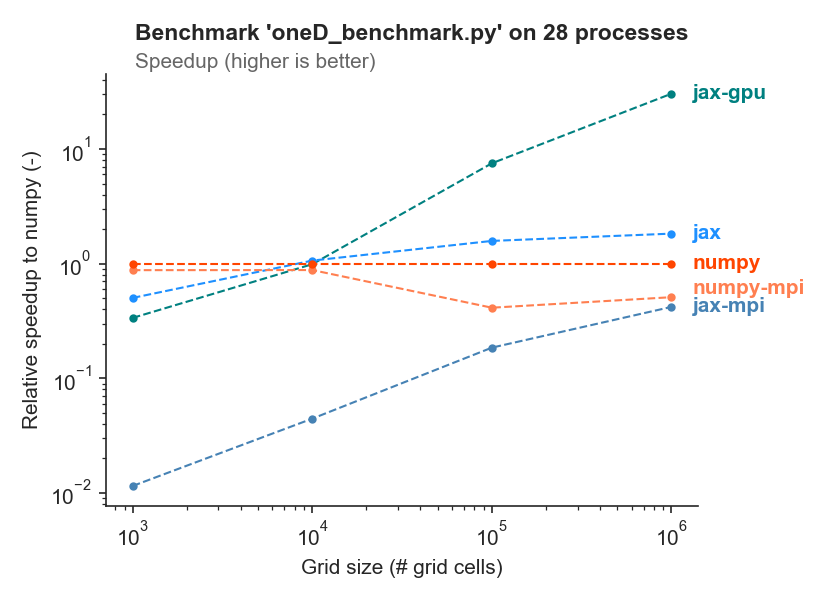 Benchmark 'oneD_benchmark.py' on 28 processes
Speedup (higher is better)
Relative speedup to numpy (-)
10^1
10^0
10^−1
10^−2
jax-gpu
jax
numpy
numpy-mpi
jax-mpi
10^3 10^4 10^5 10^6
Grid size (# grid cells)